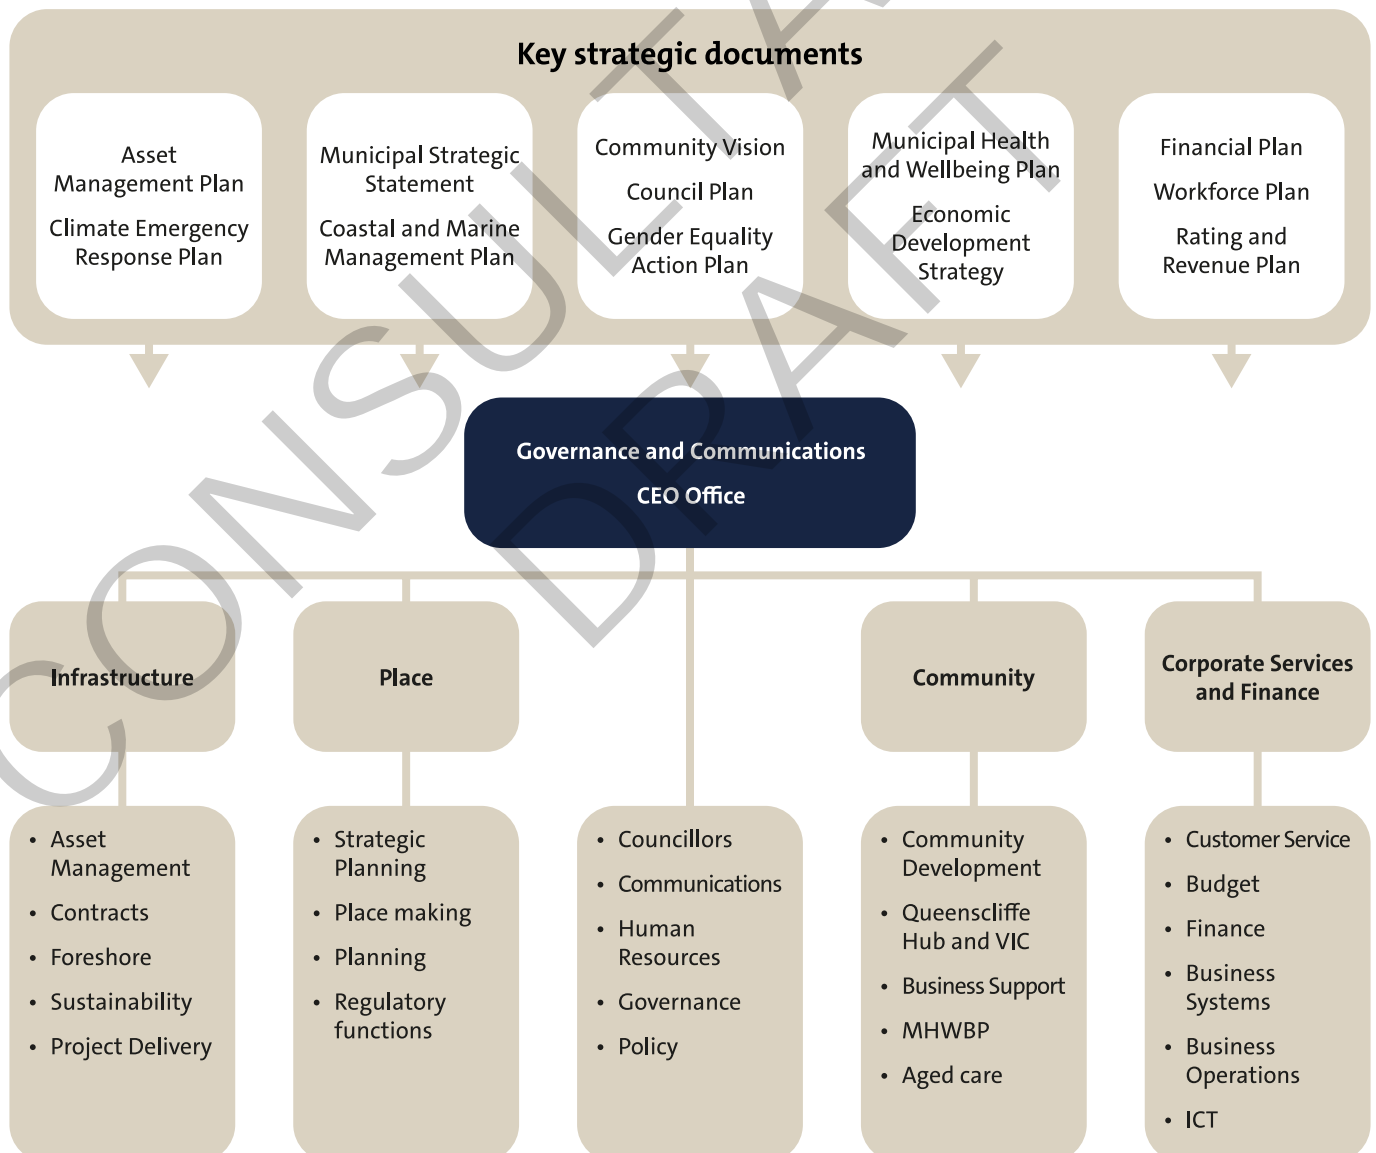 Key strategic documents
Asset
Management Plan
Climate Emergency
Response Plan
Municipal Strategic
Statement
Coastal and Marine
Management Plan
Community Vision
Council Plan
Gender Equality
Action Plan
Municipal Health
and Wellbeing Plan
Economic
Development
Strategy
Financial Plan
Workforce Plan
Rating and
Revenue Plan
Governance and Communications
CEO Office
Infrastructure
Place
Community
Corporate Services
and Finance
• Asset
Management
• Contracts
• Foreshore
• Sustainability
• Project Delivery
• Strategic
Planning
• Place making
• Planning
• Regulatory
functions
• Councillors
• Communications
• Human
Resources
• Governance
• Policy
• Community
Development
• Queenscliffe
Hub and VIC
• Business Support
• MHWBP
• Aged care
• Customer Service
• Budget
• Finance
• Business
Systems
• Business
Operations
• ICT
CONSULTA
DRAFT